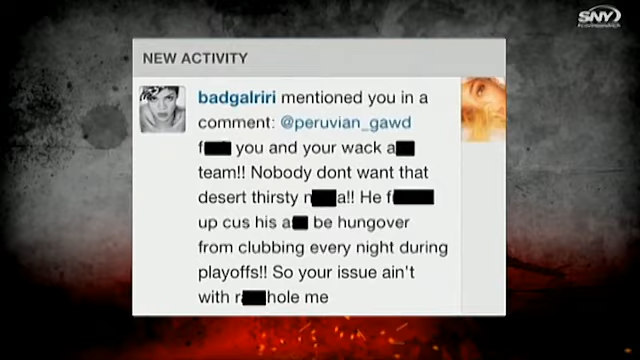 SNY
NEW ACTIVITY
badgalriri mentioned you in a
comment: @peruvian_gawd
f you and your wack a
team!! Nobody dont want that
desert thirsty n a!! He f
up cus his a be hungover
from clubbing every night during
playoffs!! So your issue ain't
with r hole me